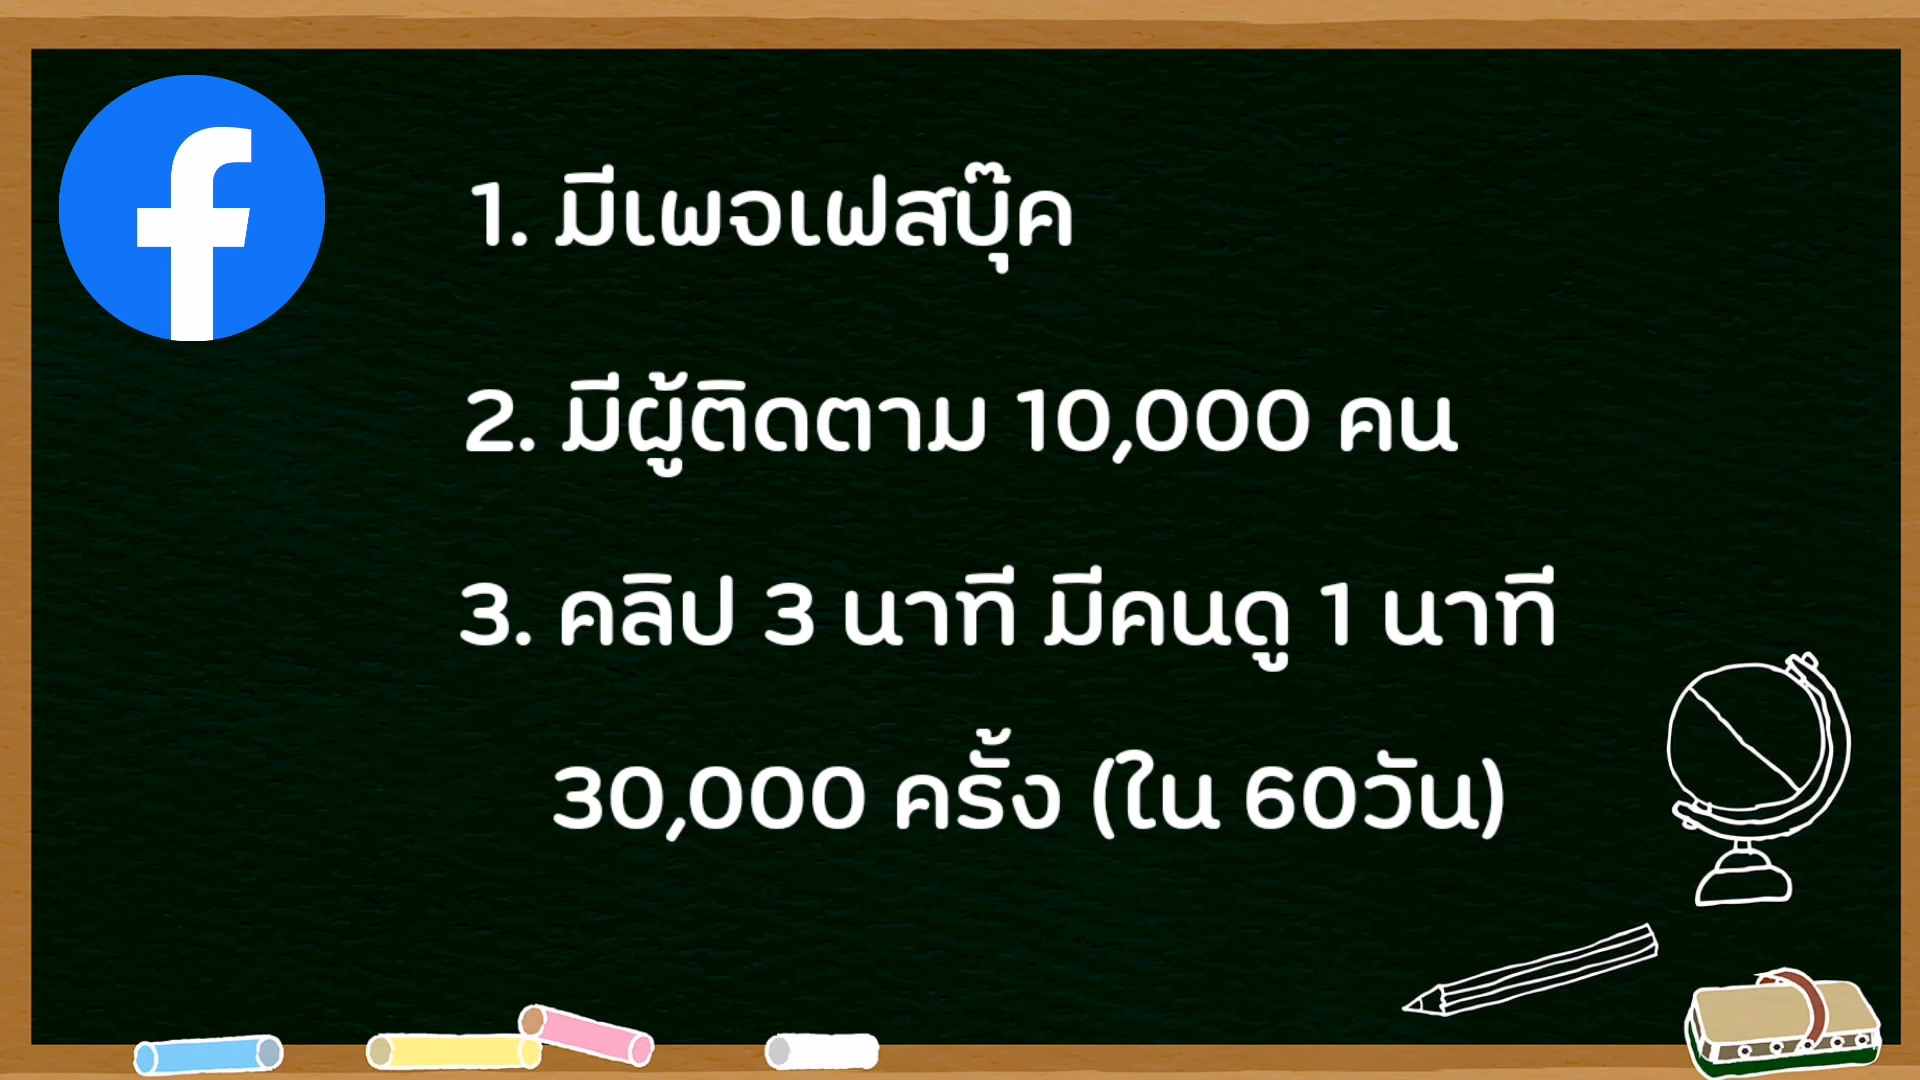 1. มีเพจเฟสบุ๊ค
2. มีผู้ติดตาม 10,000 คน
3. คลิป 3 นาที มีคนดู 1 นาที
30,000 ครั้ง (ใน 60วัน)